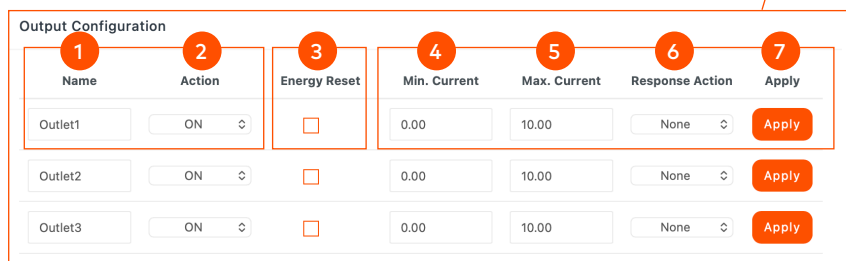 Output Configuration
1 2 3 4 5 6 7
Name Action Energy Reset Min. Current Max. Current Response Action Apply
Outlet1 ON 0.00 10.00 None Apply
Outlet2 ON 0.00 10.00 None Apply
Outlet3 ON 0.00 10.00 None Apply